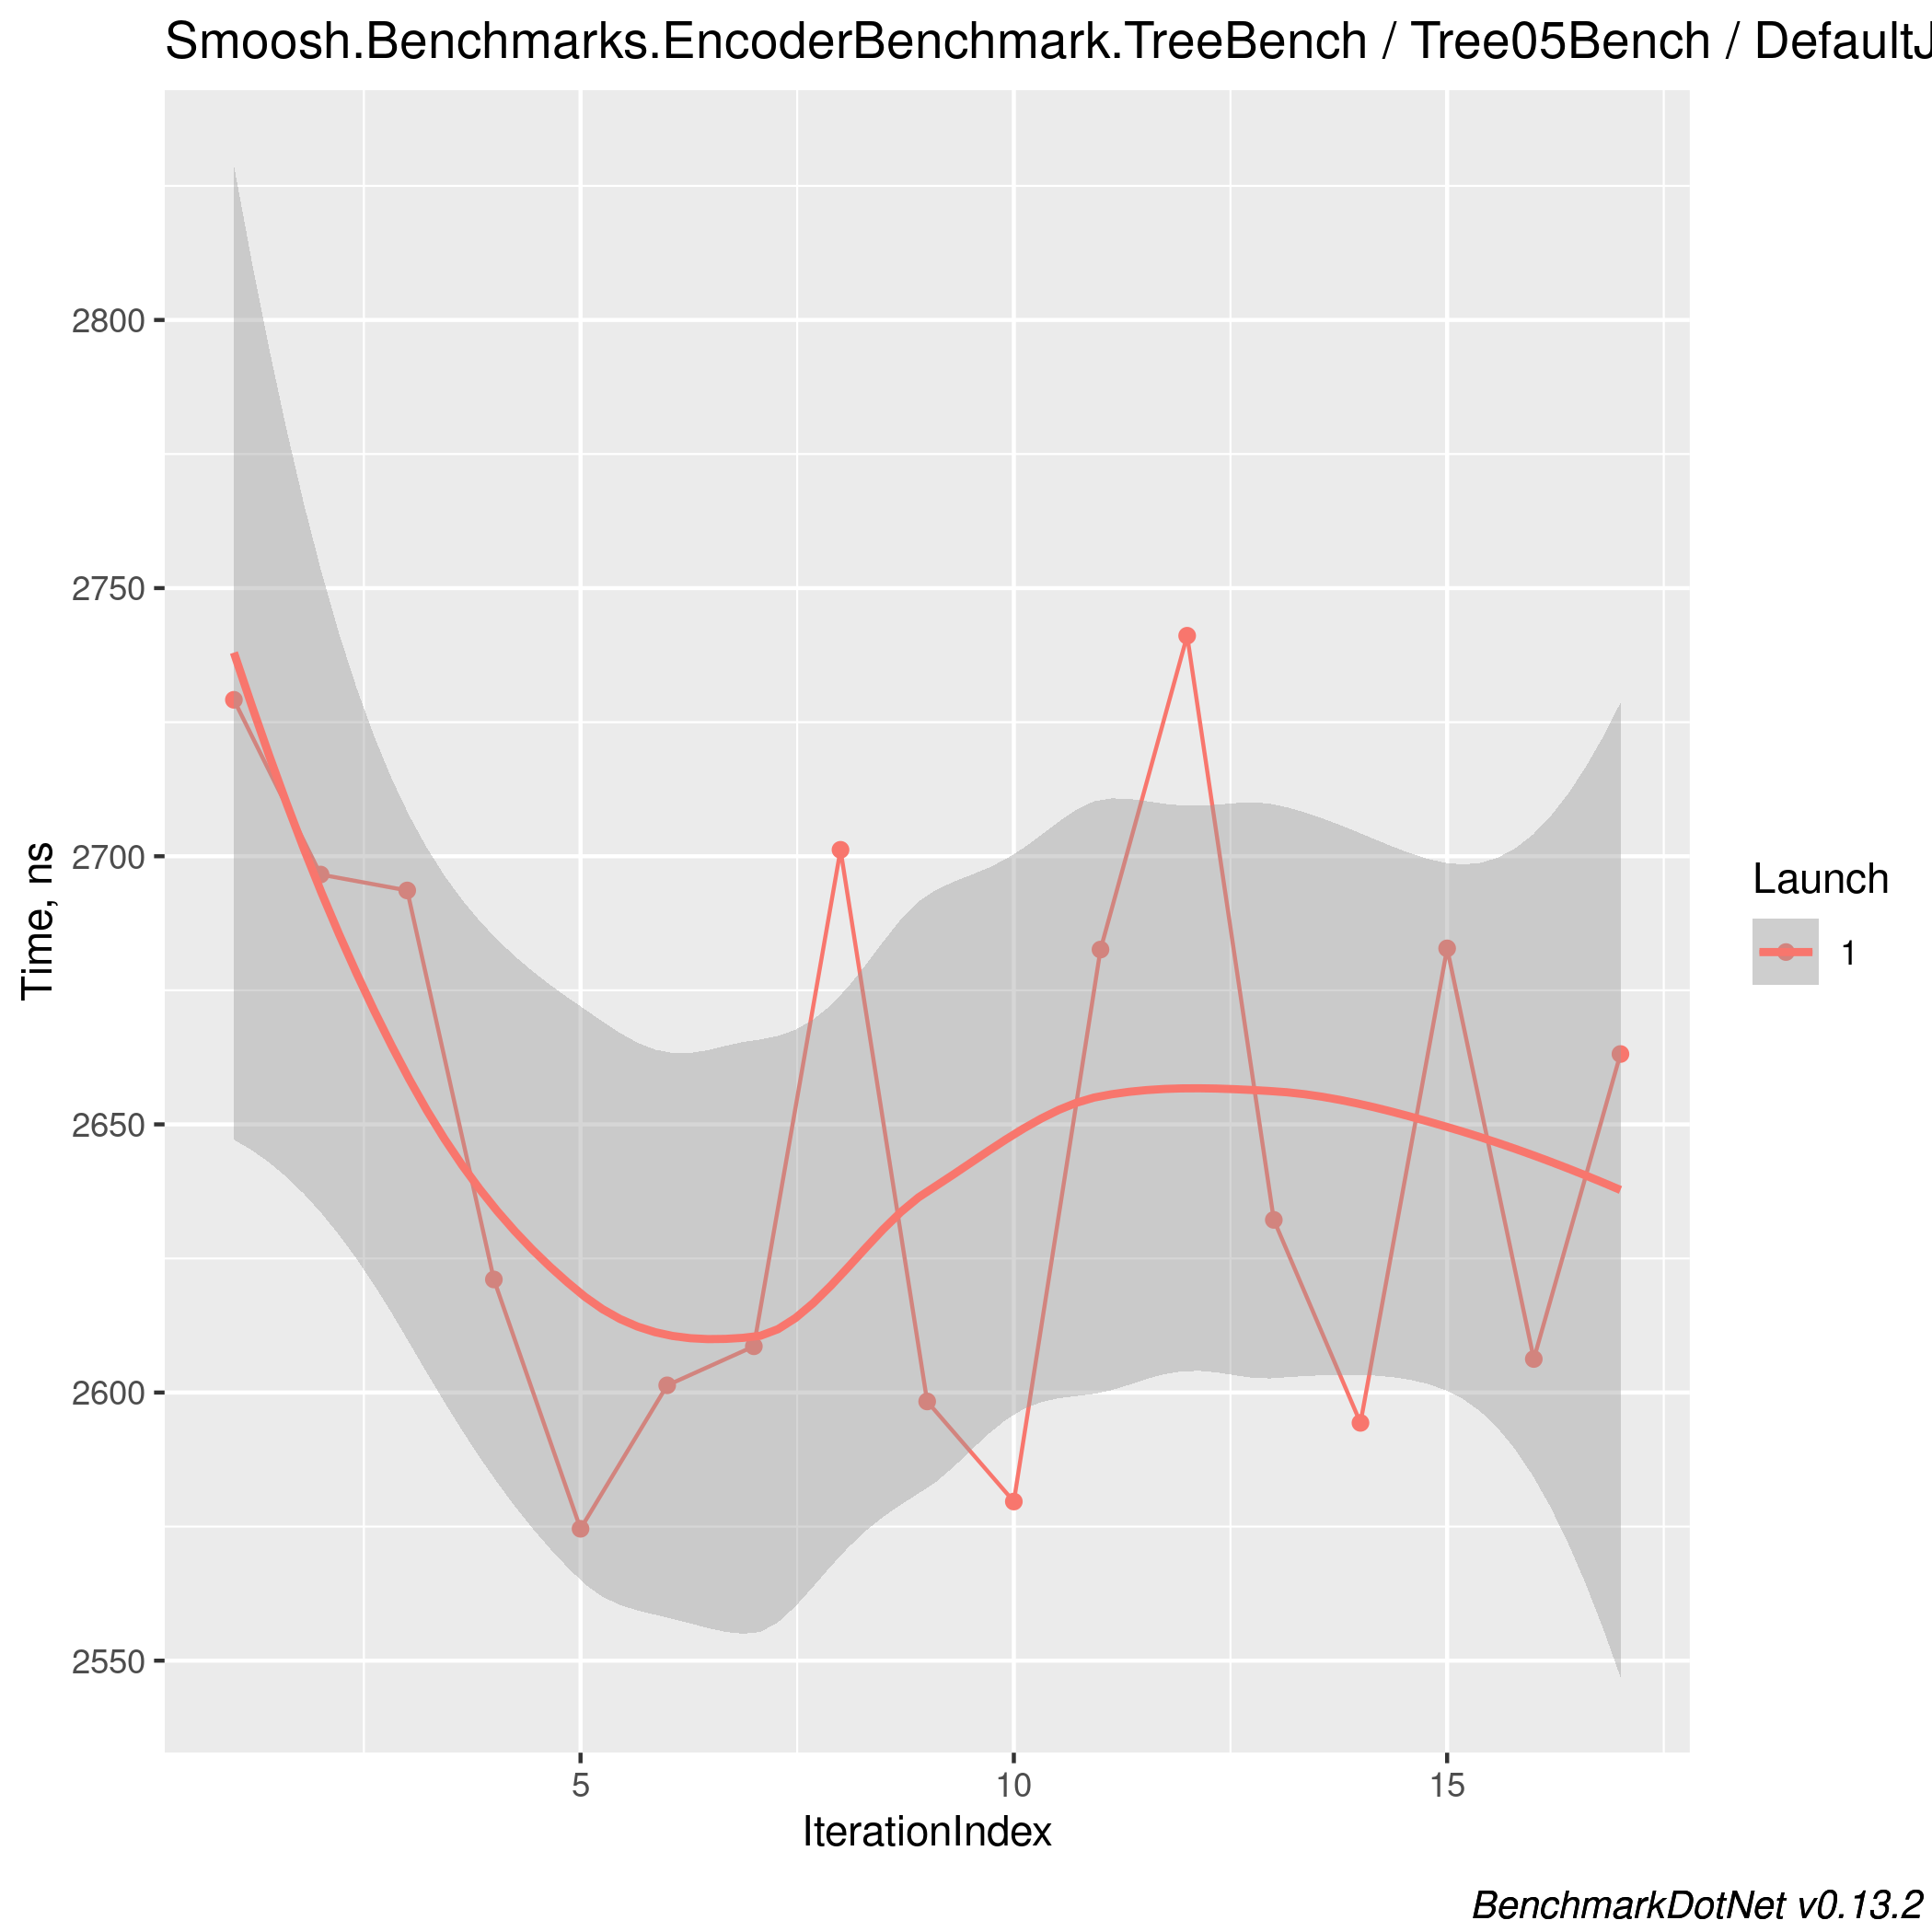 Smoosh.Benchmarks.EncoderBenchmark.TreeBench / Tree05Bench / DefaultJ
2800
2750
2700
2650
2600
2550
Time, ns
5 10 15
IterationIndex
Launch
1
BenchmarkDotNet v0.13.2